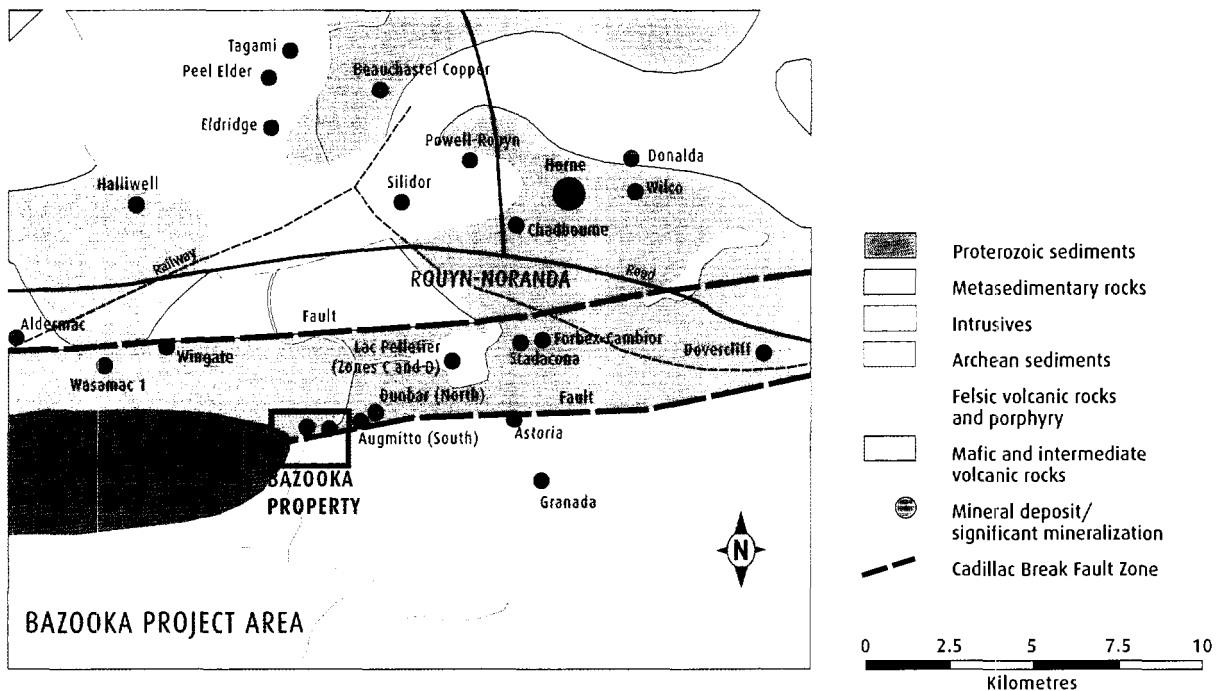 Tagami
Peel Elder
Beauchastel Copper
Eldridge
Powell-Rouyn
Donalda
Horne
Halliwell
Silidor
Wilco
Chadbourne
Railway
ROUYN-NORANDA
Road
Aldermac
Fault
Wingate
Lac Pelletier
(Zones C and D)
Forbex-Cambior
Stadacona
Dovercliff
Wasamac 1
Dunbar (North)
Fault
Augmitto (South)
Astoria
BAZOOKA
PROPERTY
Granada
N
BAZOOKA PROJECT AREA
Proterozoic sediments
Metasedimentary rocks
Intrusives
Archean sediments
Felsic volcanic rocks
and porphyry
Mafic and intermediate
volcanic rocks
Mineral deposit/
significant mineralization
Cadillac Break Fault Zone
0 2.5 5 7.5 10
Kilometres